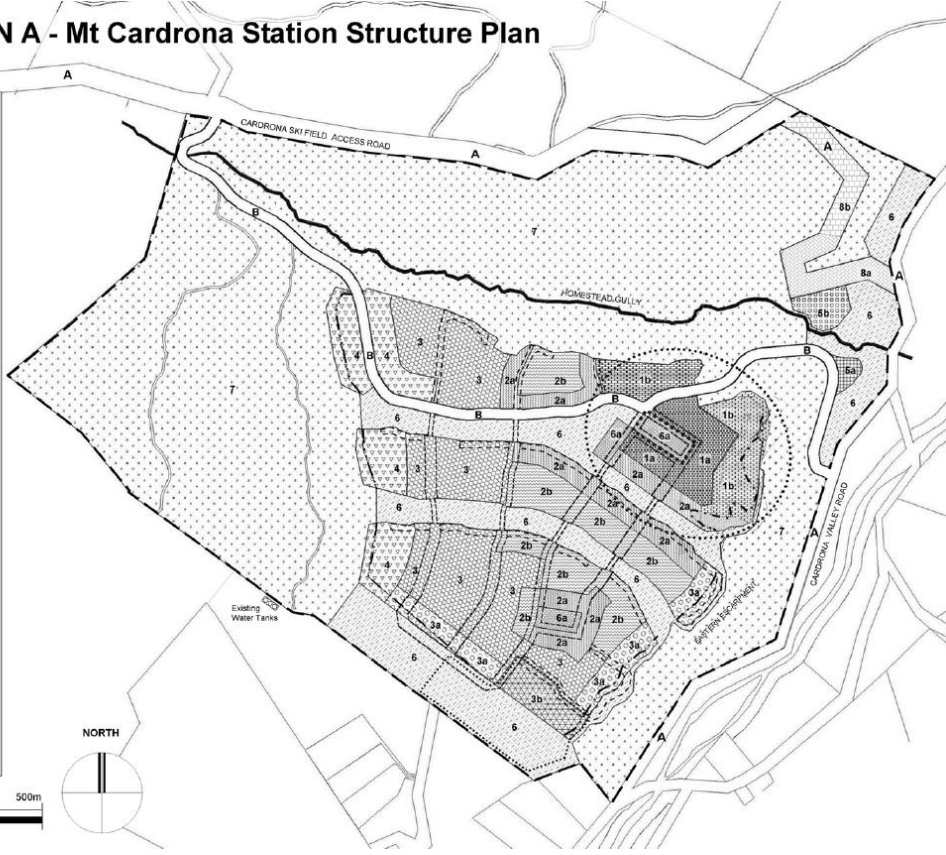 N A - Mt Cardrona Station Structure Plan
A
CARDRONA SKI FIELD ACCESS ROAD
A
A
B
8b
6
7
8a
A
HOMESTEAD GULLY
5b
6
3
4
4
B
B
5a
3
2a
2b
1b
7
2a
B
6
B
1b
6
6
6a
6a
2a
1a
1a
4
3
3
2a
6
1b
2b
2a
2a
7
A
CARDRONA VALLEY ROAD
6
6
2b
2a
2b
2b
2b
4
3
3
3
6
3a
2a
Existing
Water Tanks
EASTERN ESCARPMENT
3a
2b
6a
2a
2b
2a
3a
6
3a
3
3a
3b
6
NORTH
A
500m